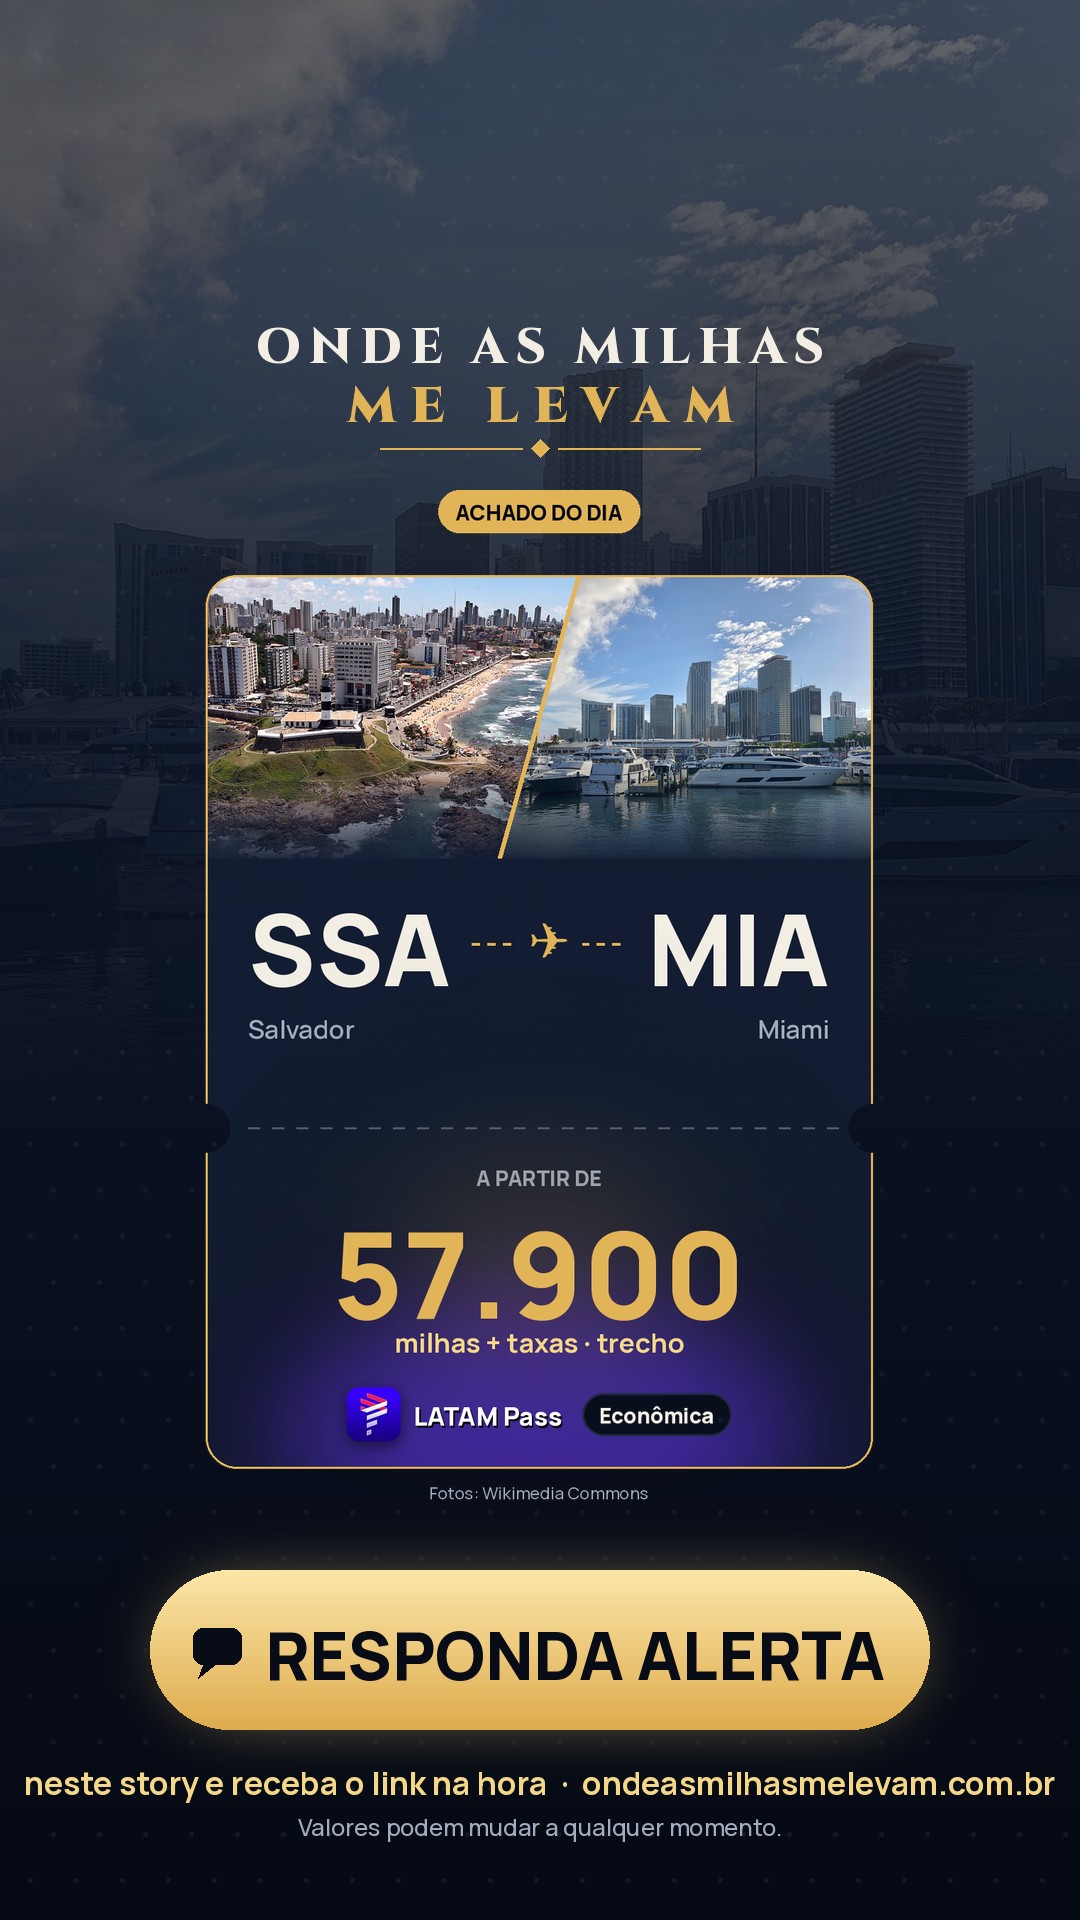 ONDE AS MILHAS
ME LEVAM
ACHADO DO DIA
SSA
MIA
Salvador
Miami
A PARTIR DE
57.900
milhas + taxas · trecho
LATAM Pass
Econômica
Fotos: Wikimedia Commons
RESPONDA ALERTA
neste story e receba o link na hora · ondeasmilhasmelevam.com.br
Valores podem mudar a qualquer momento.